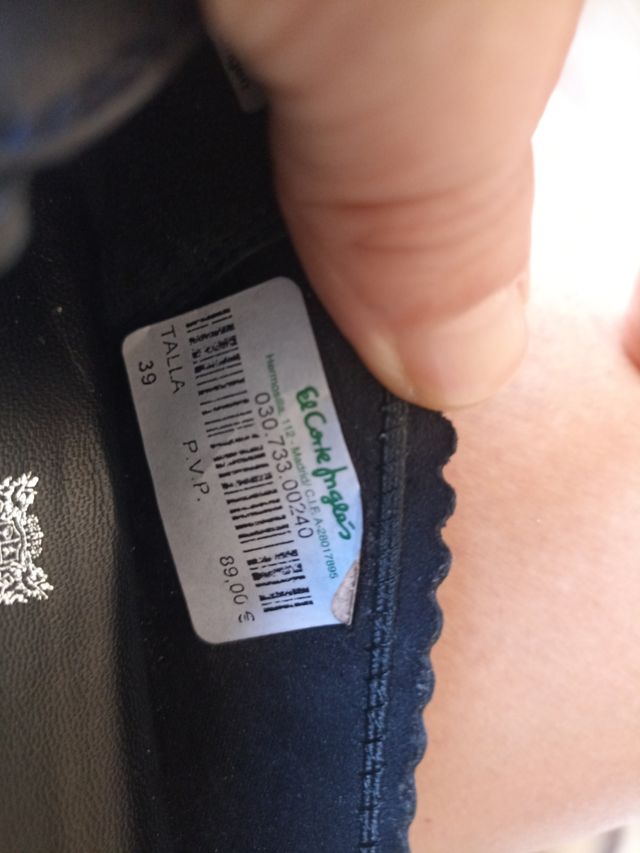 El Corte Inglés
Hermosilla, 112 - Madrid/ C.I.F. A-28017895
030.733.00240
TALLA P.V.P.
39 89,00 €